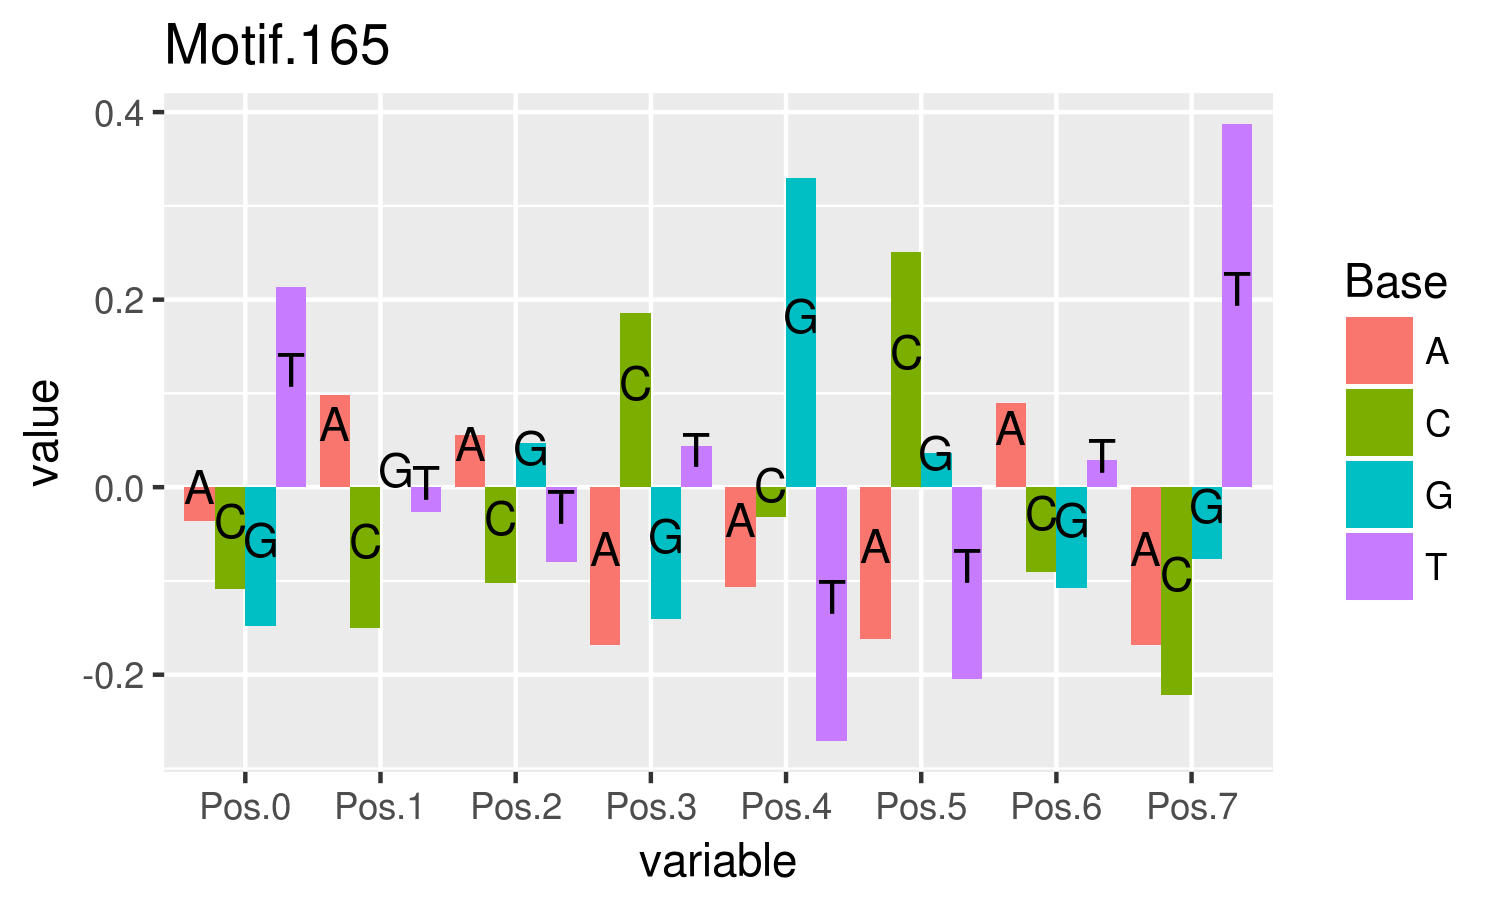 Motif.165
0.4
0.2
0.0
-0.2
value
A C G T A C G T A C G T A C G T A C G T A C G T A C G T A C G T
Pos.0 Pos.1 Pos.2 Pos.3 Pos.4 Pos.5 Pos.6 Pos.7
variable
Base
A
C
G
T